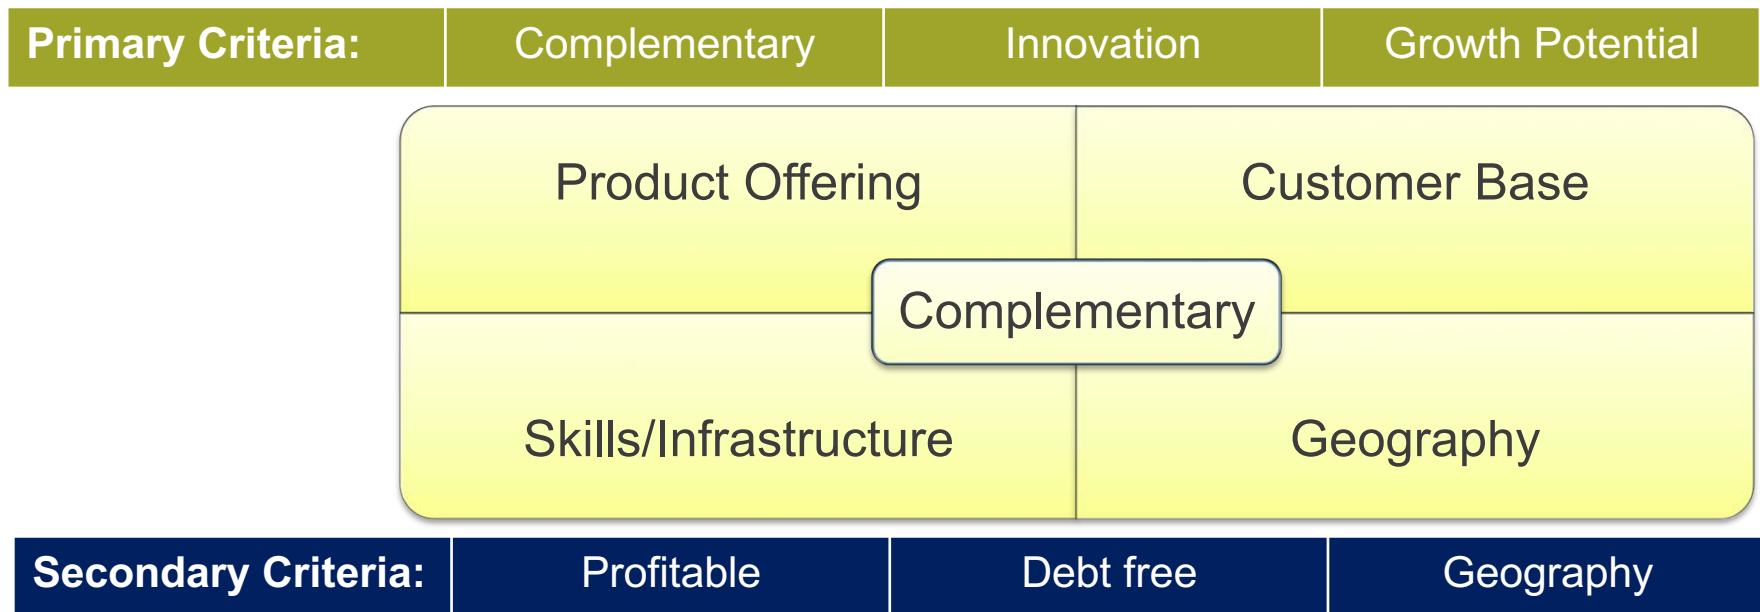 Primary Criteria: Complementary Innovation Growth Potential
Product Offering Customer Base
Complementary
Skills/Infrastructure Geography
Secondary Criteria: Profitable Debt free Geography